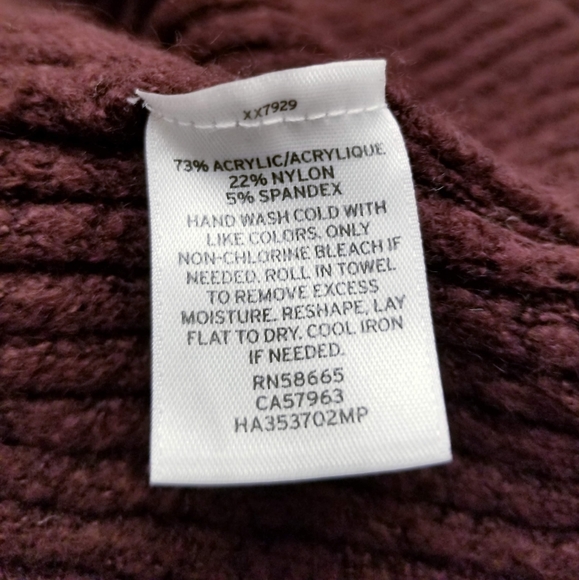 xx7929
73% ACRYLIC/ACRYLIQUE
22% NYLON
5% SPANDEX
HAND WASH COLD WITH
LIKE COLORS. ONLY
NON-CHLORINE BLEACH IF
NEEDED. ROLL IN TOWEL
TO REMOVE EXCESS
MOISTURE. RESHAPE, LAY
FLAT TO DRY. COOL IRON
IF NEEDED.
RN58665
CA57963
HA353702MP